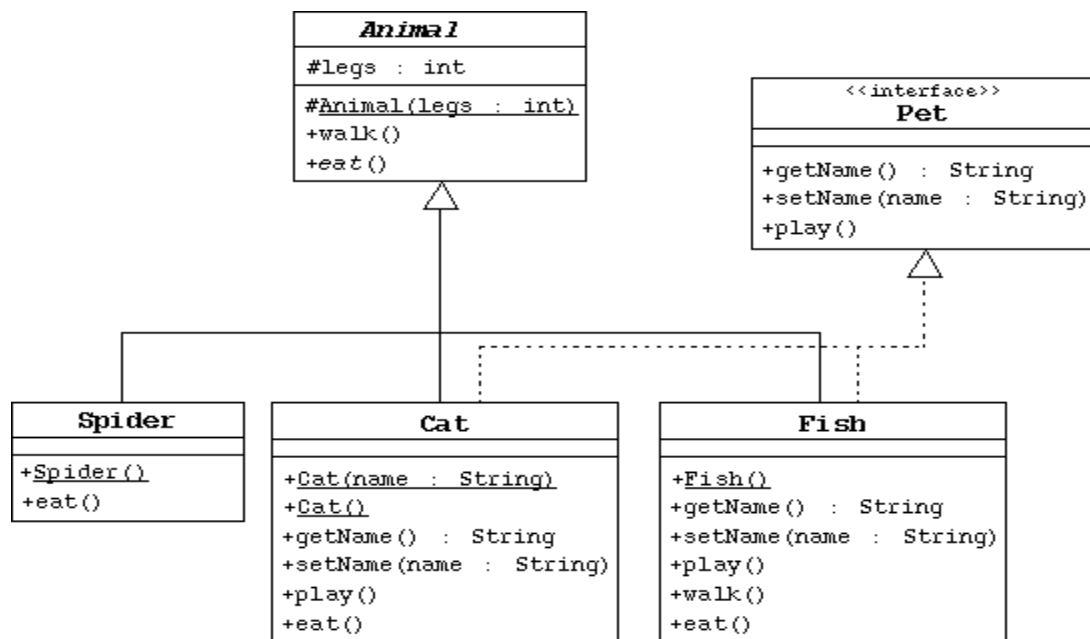 Animal
#legs : int
#Animal(legs : int)
+walk()
+eat()
<<interface>>
Pet
+getName() : String
+setName(name : String)
+play()
Spider
+Spider()
+eat()
Cat
+Cat(name : String)
+Cat()
+getName() : String
+setName(name : String)
+play()
+eat()
Fish
+Fish()
+getName() : String
+setName(name : String)
+play()
+walk()
+eat()